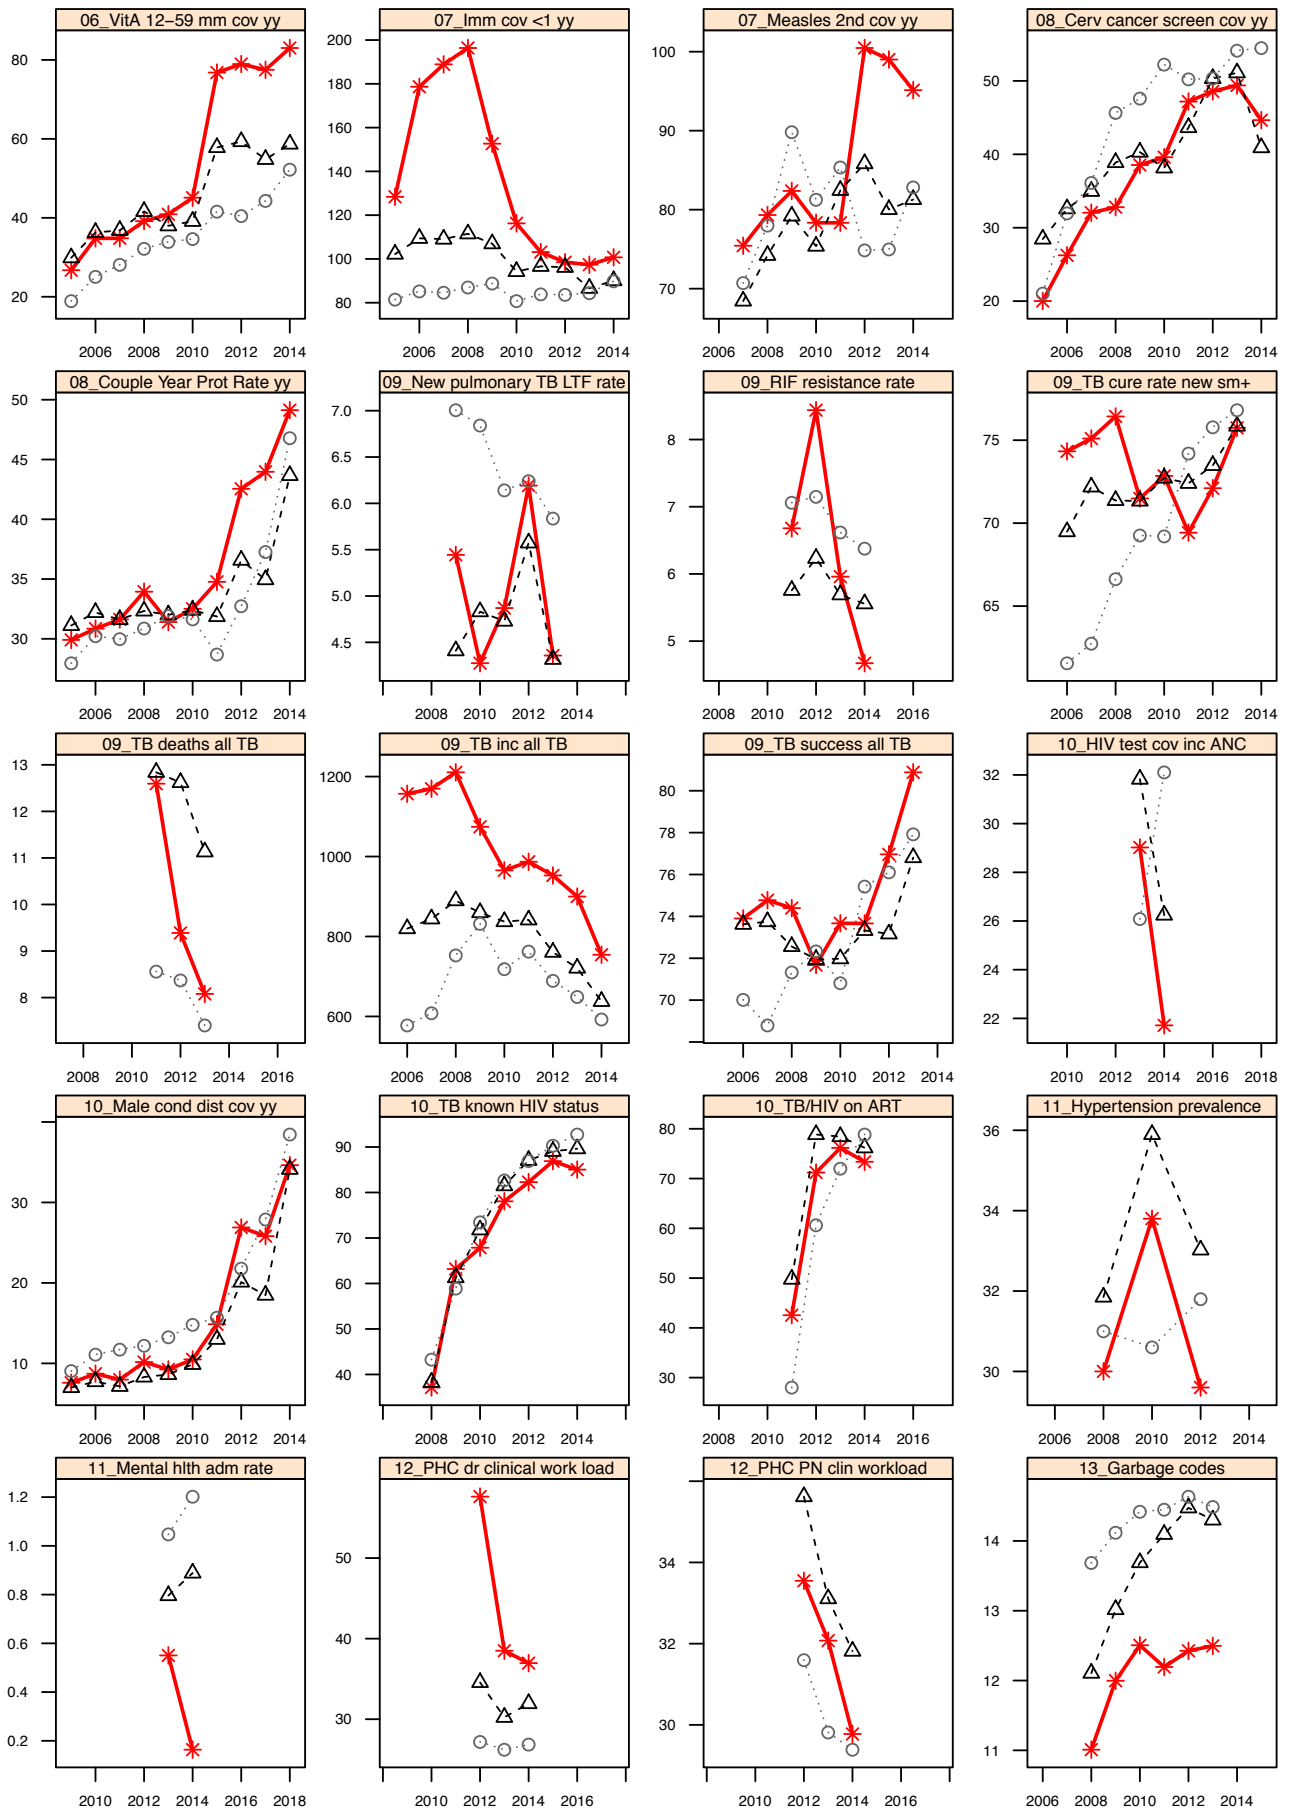 06_VitA 12–59 mm cov yy
07_Imm cov <1 yy
07_Measles 2nd cov yy
08_Cerv cancer screen cov yy
80
60
40
20
200
180
160
140
120
100
80
100
90
80
70
50
40
30
20
2006 2008 2010 2012 2014
2006 2008 2010 2012 2014
2006 2008 2010 2012 2014
2006 2008 2010 2012 2014
08_Couple Year Prot Rate yy
09_New pulmonary TB LTF rate
09_RIF resistance rate
09_TB cure rate new sm+
50
45
40
35
30
7.0
6.5
6.0
5.5
5.0
4.5
8
7
6
5
75
70
65
2006 2008 2010 2012 2014
2008 2010 2012 2014
2008 2010 2012 2014 2016
2006 2008 2010 2012 2014
09_TB deaths all TB
09_TB inc all TB
09_TB success all TB
10_HIV test cov inc ANC
13
12
11
10
9
8
1200
1000
800
600
80
78
76
74
72
70
32
30
28
26
24
22
2008 2010 2012 2014 2016
2006 2008 2010 2012 2014
2006 2008 2010 2012 2014
2010 2012 2014 2016 2018
10_Male cond dist cov yy
10_TB known HIV status
10_TB/HIV on ART
11_Hypertension prevalence
30
20
10
90
80
70
60
50
40
80
70
60
50
40
30
36
34
32
30
2006 2008 2010 2012 2014
2008 2010 2012 2014 2016
2008 2010 2012 2014 2016
2006 2008 2010 2012 2014
11_Mental hlth adm rate
12_PHC dr clinical work load
12_PHC PN clin workload
13_Garbage codes
1.2
1.0
0.8
0.6
0.4
0.2
50
40
30
34
32
30
14
13
12
11
2010 2012 2014 2016 2018
2008 2010 2012 2014 2016
2008 2010 2012 2014 2016
2006 2008 2010 2012 2014